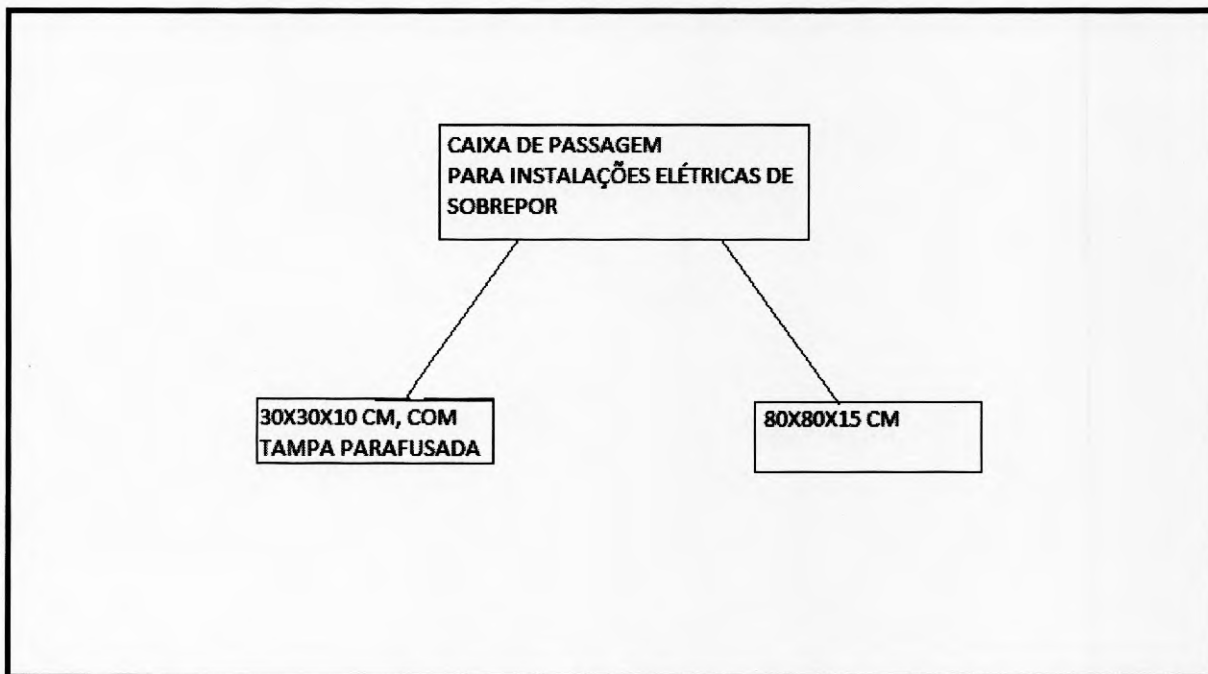 CAIXA DE PASSAGEM
PARA INSTALAÇÕES ELÉTRICAS DE
SOBREPOR
30X30X10 CM, COM
TAMPA PARAFUSADA
80X80X15 CM